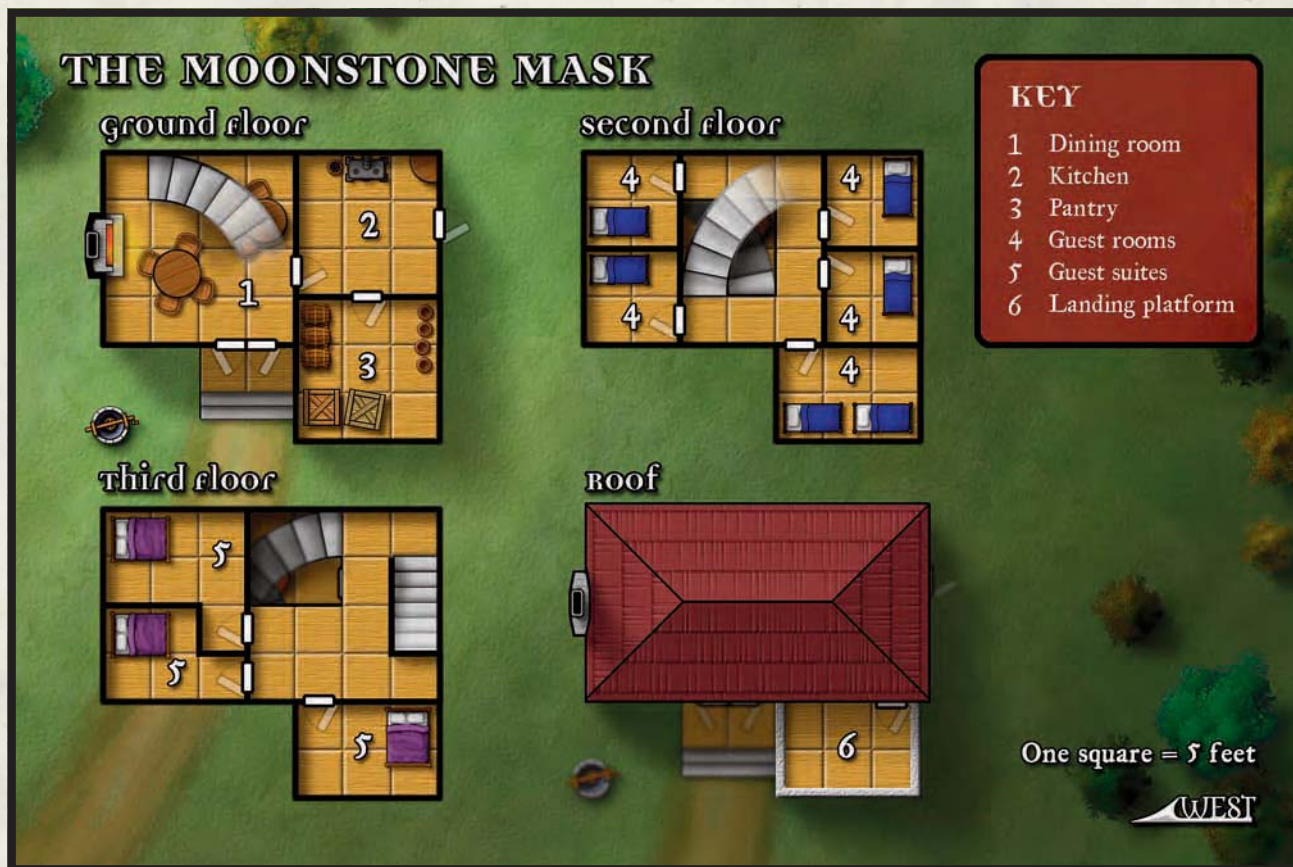 THE MOONSTONE MASK
Ground Floor
1
2
3
Second Floor
4
4
4
4
4
KEY
1 Dining room
2 Kitchen
3 Pantry
4 Guest rooms
5 Guest suites
6 Landing platform
Third Floor
5
5
5
Roof
6
One square = 5 feet
WEST